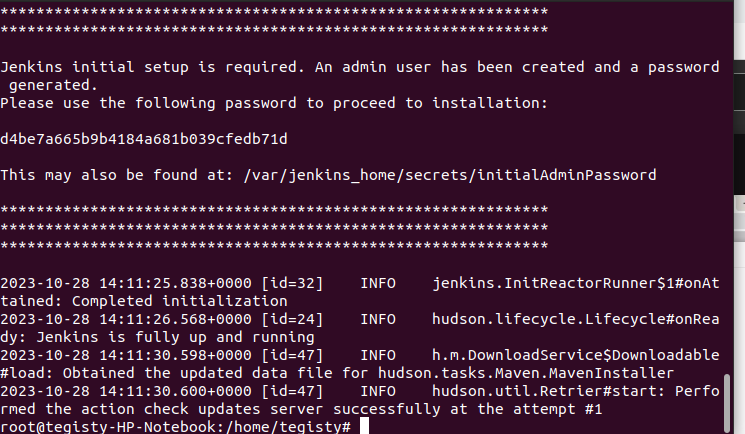 *************************************************************
*************************************************************
Jenkins initial setup is required. An admin user has been created and a password
 generated.
Please use the following password to proceed to installation:
d4be7a665b9b4184a681b039cfedb71d
This may also be found at: /var/jenkins_home/secrets/initialAdminPassword
*************************************************************
*************************************************************
*************************************************************
2023-10-28 14:11:25.838+0000 [id=32]    INFO    jenkins.InitReactorRunner$1#onAt
tained: Completed initialization
2023-10-28 14:11:26.568+0000 [id=24]    INFO    hudson.lifecycle.Lifecycle#onRea
dy: Jenkins is fully up and running
2023-10-28 14:11:30.598+0000 [id=47]    INFO    h.m.DownloadService$Downloadable
#load: Obtained the updated data file for hudson.tasks.Maven.MavenInstaller
2023-10-28 14:11:30.600+0000 [id=47]    INFO    hudson.util.Retrier#start: Perfo
rmed the action check updates server successfully at the attempt #1
root@tegisty-HP-Notebook:/home/tegisty#